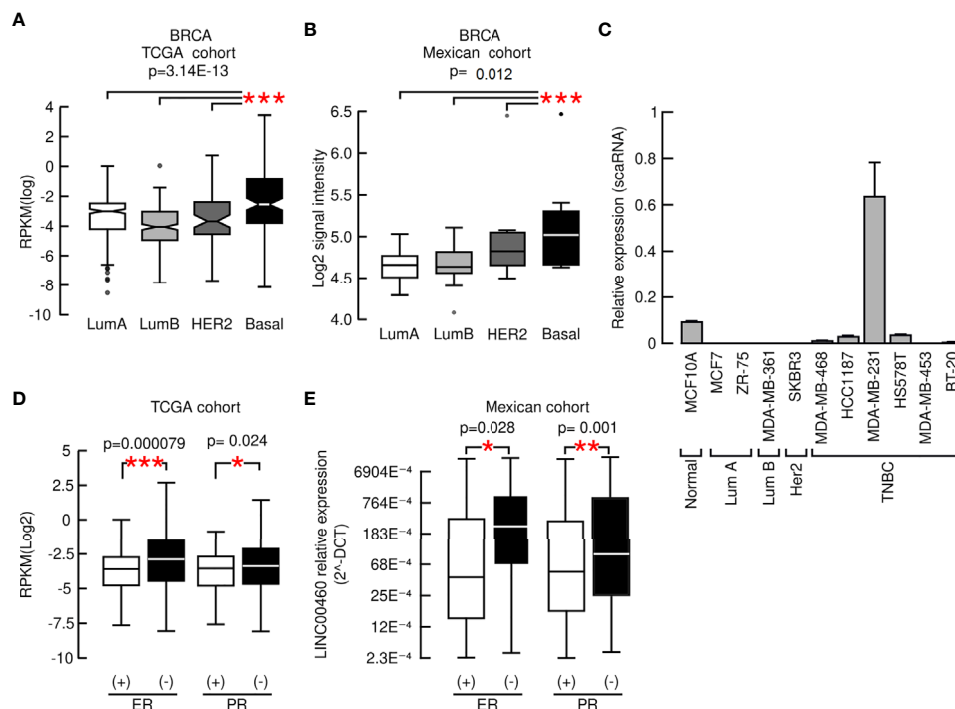 A
BRCA
TCGA cohort
p=3.14E-13
***
RPKM(log)
4
2
0
-2
-4
-6
-8
-10
LumA LumB HER2 Basal
B
BRCA
Mexican cohort
p= 0.012
***
Log2 signal intensity
6.5
6.0
5.5
5.0
4.5
4.0
LumA LumB HER2 Basal
C
Relative expression (scaRNA)
1
0.8
0.6
0.4
0.2
0
MCF10A
MCF7
ZR-75
MDA-MB-361
SKBR3
MDA-MB-468
HCC1187
MDA-MB-231
HS578T
MDA-MB-453
BT-20
Normal
Lum A
Lum B
Her2
TNBC
D
TCGA cohort
p=0.000079 p= 0.024
*** *
RPKM(Log2)
5
2.5
0
-2.5
-5
-7.5
-10
(+) (-) (+) (-)
ER PR
E
Mexican cohort
p=0.028 p= 0.001
* **
LINC00460 relative expression
(2^-DCT)
6904E⁻⁴
764E⁻⁴
183E⁻⁴
68E⁻⁴
25E⁻⁴
12E⁻⁴
2.3E⁻⁴
(+) (-) (+) (-)
ER PR